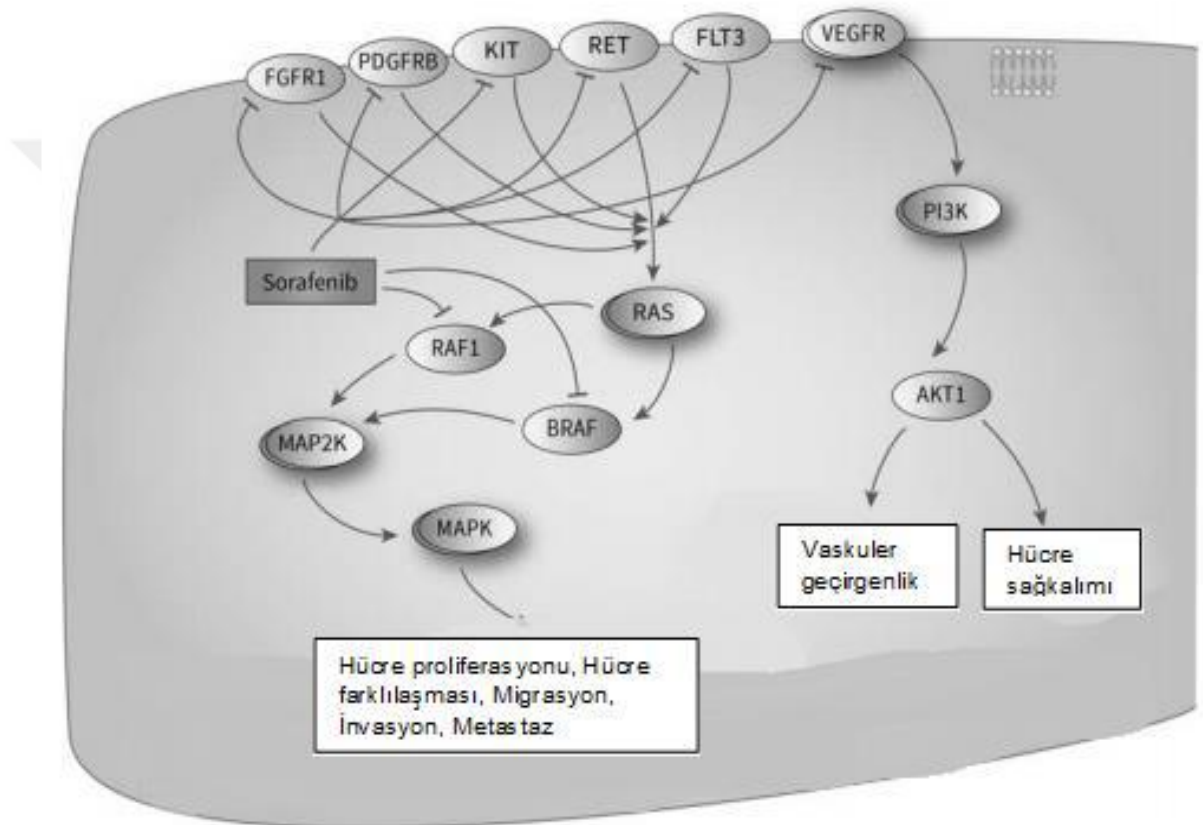 FGFR1
PDGFRB
KIT
RET
FLT3
VEGFR
PI3K
Sorafenib
RAS
RAF1
AKT1
BRAF
MAP2K
MAPK
Vaskuler
geçirgenlik
Hücre
sağkalımı
Hücre proliferasyonu, Hücre
farklılaşması, Migrasyon,
İnvasyon, Metastaz